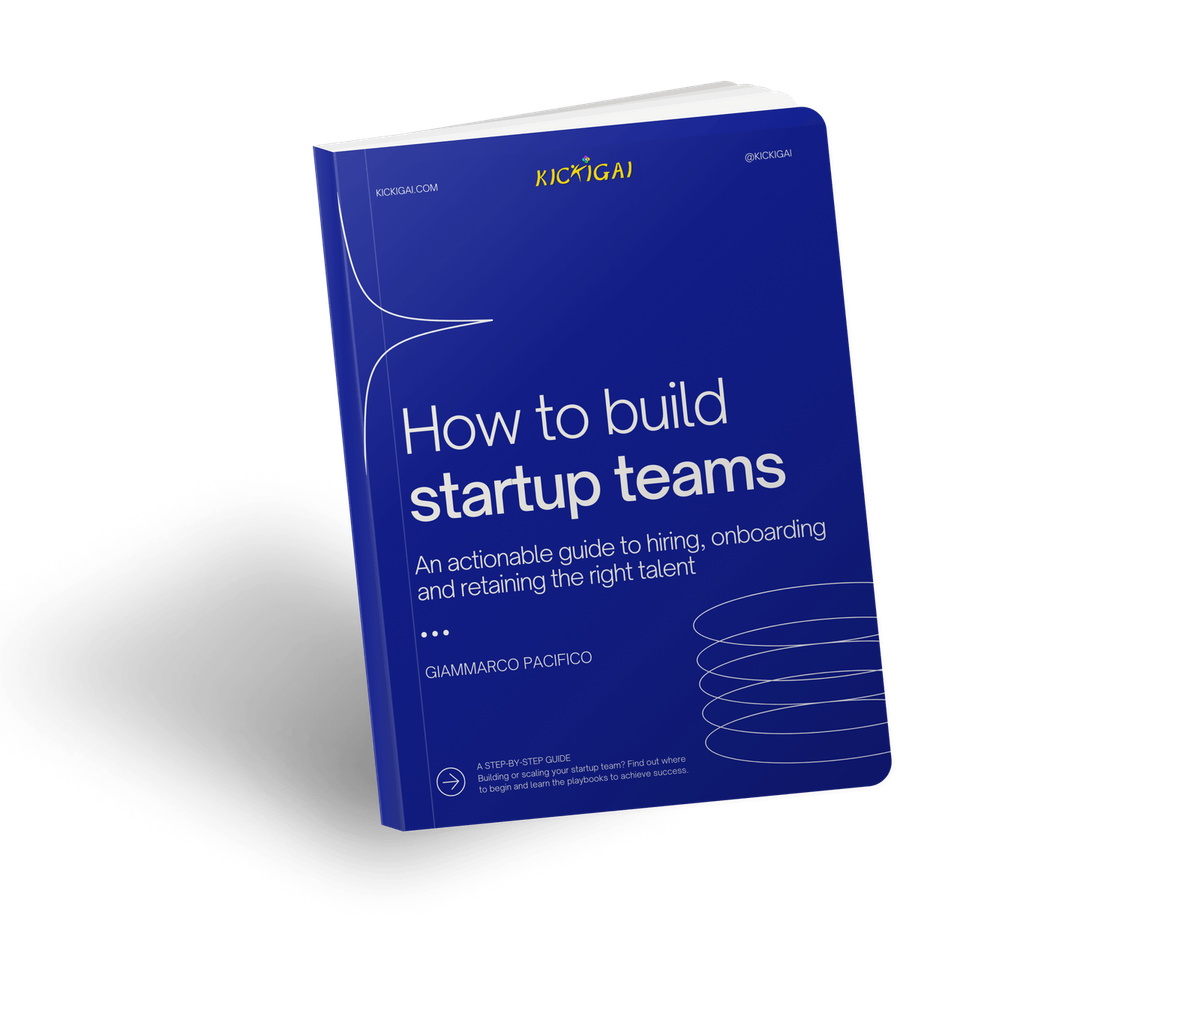 KICKIGAI.COM
KICKIGAI
@KICKIGAI
How to build
startup teams
An actionable guide to hiring, onboarding
and retaining the right talent
GIAMMARCO PACIFICO
A STEP-BY-STEP GUIDE
Building or scaling your startup team? Find out where
to begin and learn the playbooks to achieve success.